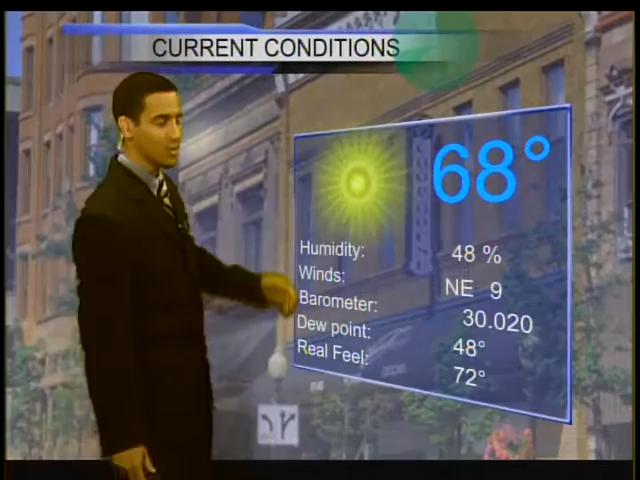 CURRENT CONDITIONS
68°
Humidity: 48 %
Winds: NE 9
Barometer: 30.020
Dew point: 48°
Real Feel: 72°